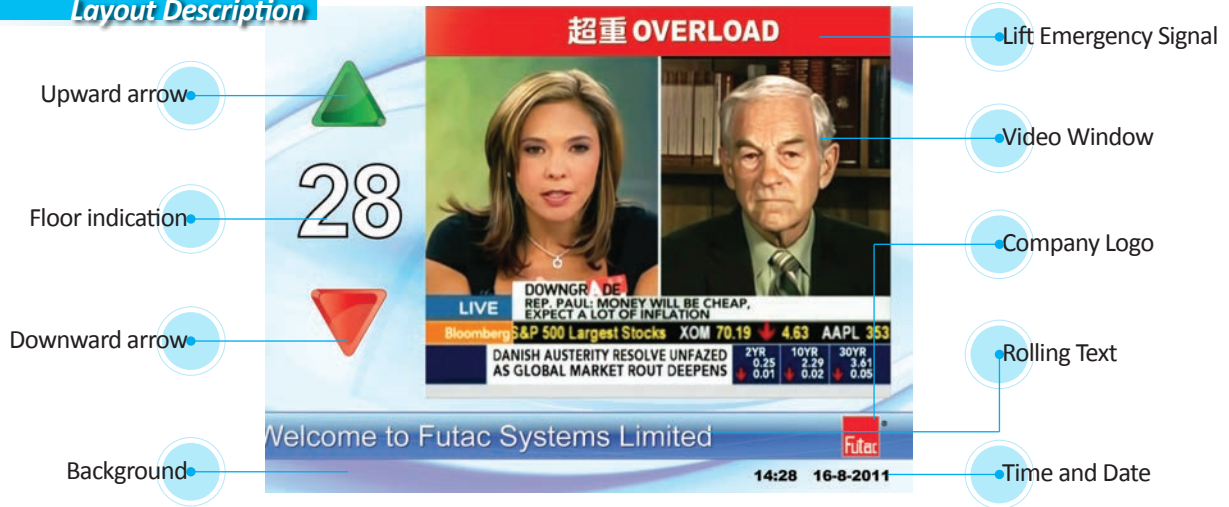 Layout Description
超重 OVERLOAD
Lift Emergency Signal
Upward arrow
Video Window
28
Floor indication
Company Logo
DOWNGRADE
LIVE
REP. PAUL: MONEY WILL BE CHEAP,
EXPECT A LOT OF INFLATION
Bloomberg S&P 500 Largest Stocks XOM 70.19 4.63 AAPL 353
Downward arrow
DANISH AUSTERITY RESOLVE UNFAZED
AS GLOBAL MARKET ROUT DEEPENS
2YR 10YR 30YR
0.25 2.29 3.61
0.01 0.02 0.05
Rolling Text
Welcome to Futac Systems Limited
Futac®
Background
14:28 16-8-2011
Time and Date